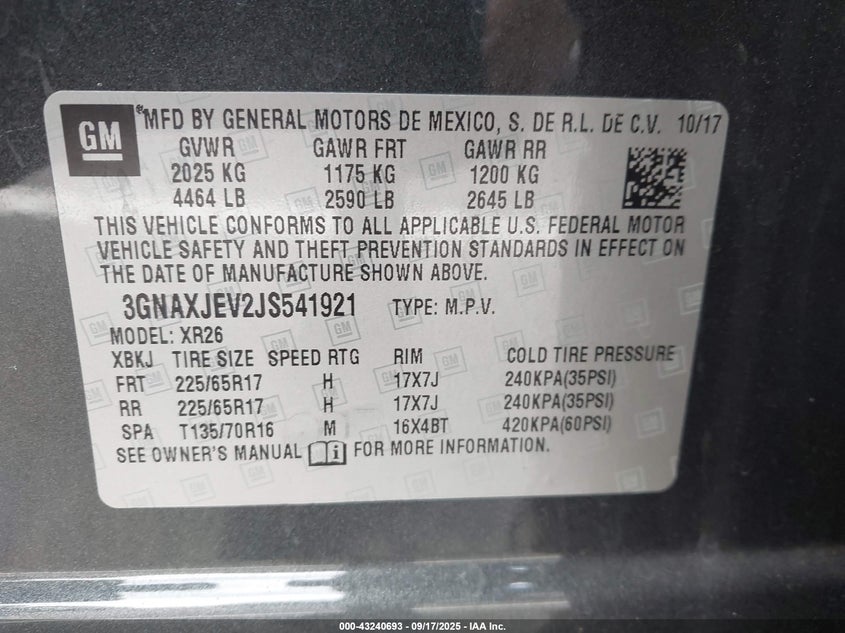 GM
® MFD BY GENERAL MOTORS DE MEXICO, S. DE R.L. DE C.V. 10/17
GVWR GAWR FRT GAWR RR
2025 KG 1175 KG 1200 KG
4464 LB 2590 LB 2645 LB
THIS VEHICLE CONFORMS TO ALL APPLICABLE U.S. FEDERAL MOTOR
VEHICLE SAFETY AND THEFT PREVENTION STANDARDS IN EFFECT ON
THE DATE OF MANUFACTURE SHOWN ABOVE.
3GNAXJEV2JS541921 TYPE: M.P.V.
MODEL: XR26
XBKJ TIRE SIZE SPEED RTG RIM COLD TIRE PRESSURE
FRT 225/65R17 H 17X7J 240KPA(35PSI)
RR 225/65R17 H 17X7J 240KPA(35PSI)
SPA T135/70R16 M 16X4BT 420KPA(60PSI)
SEE OWNER'S MANUAL i FOR MORE INFORMATION.
000-43240693 - 09/17/2025 - IAA Inc.